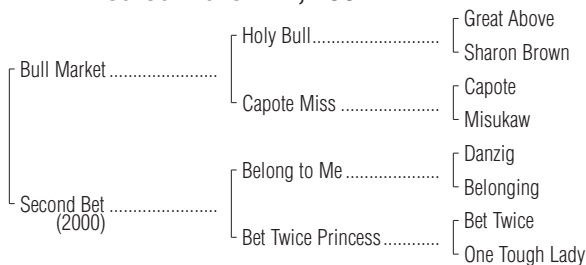 Great Above
Holy Bull..............................
Sharon Brown
Bull Market .........................
Capote
Capote Miss .......................
Misukaw
Danzig
Belong to Me ......................
Belonging
Second Bet .........................
(2000)
Bet Twice
Bet Twice Princess............
One Tough Lady